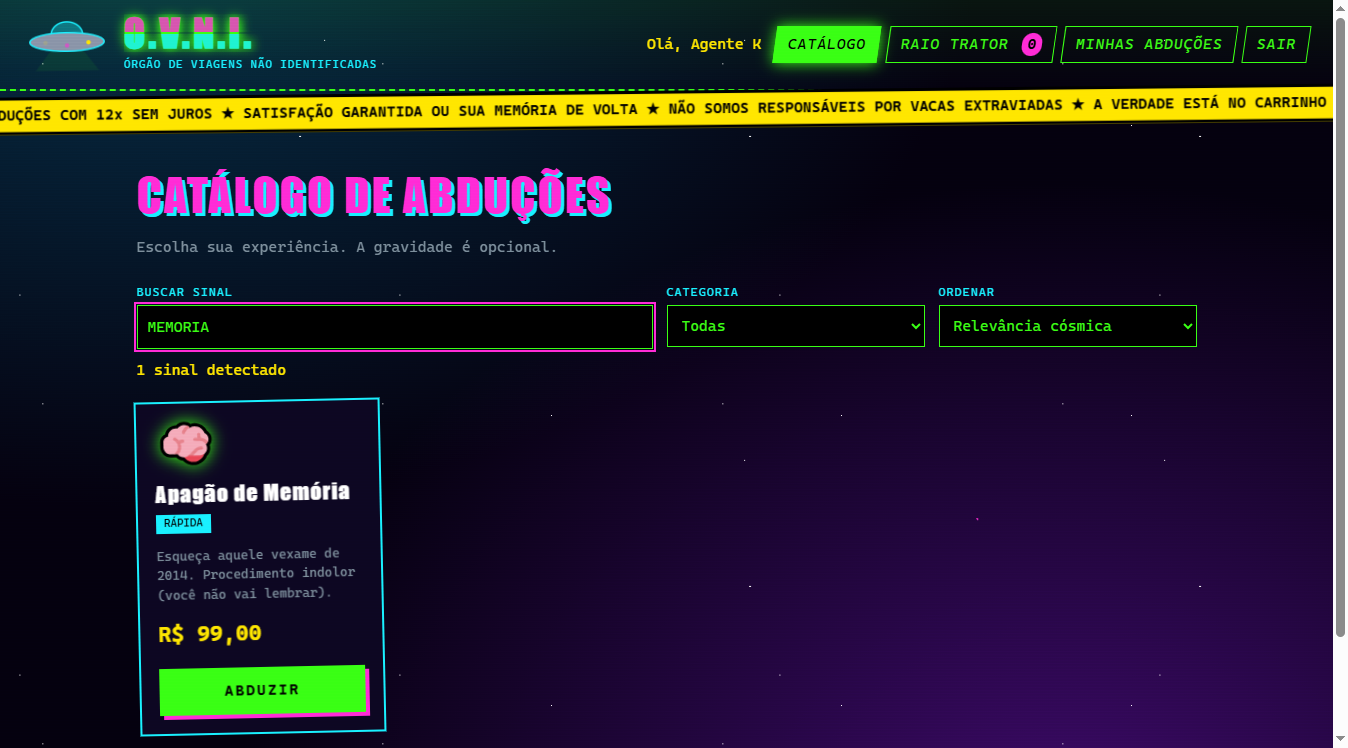 O.V.N.I.
ÓRGÃO DE VIAGENS NÃO IDENTIFICADAS
Olá, Agente K
CATÁLOGO
RAIO TRATOR 0
MINHAS ABDUÇÕES
SAIR
DUÇÕES COM 12x SEM JUROS ★ SATISFAÇÃO GARANTIDA OU SUA MEMÓRIA DE VOLTA ★ NÃO SOMOS RESPONSÁVEIS POR VACAS EXTRAVIADAS ★ A VERDADE ESTÁ NO CARRINHO
CATÁLOGO DE ABDUÇÕES
Escolha sua experiência. A gravidade é opcional.
BUSCAR SINAL
MEMORIA
CATEGORIA
Todas
ORDENAR
Relevância cósmica
1 sinal detectado
Apagão de Memória
RÁPIDA
Esqueça aquele vexame de
2014. Procedimento indolor
(você não vai lembrar).
R$ 99,00
ABDUZIR